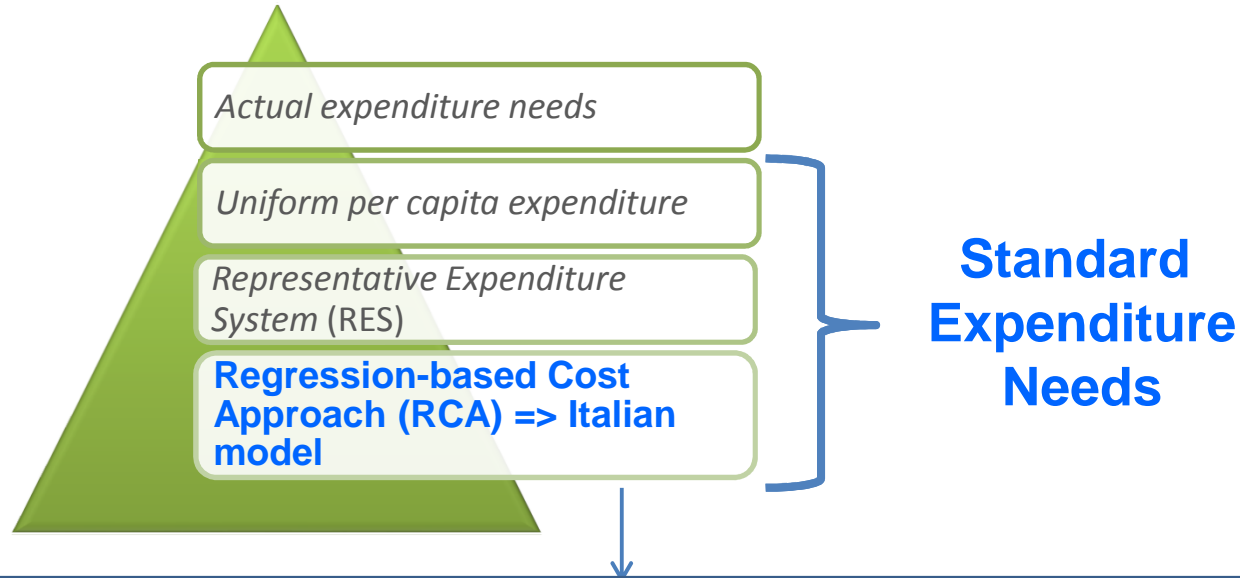 Actual expenditure needs
Uniform per capita expenditure
Representative Expenditure
System (RES)
Regression-based Cost
Approach (RCA) => Italian
model
Standard
Expenditure
Needs